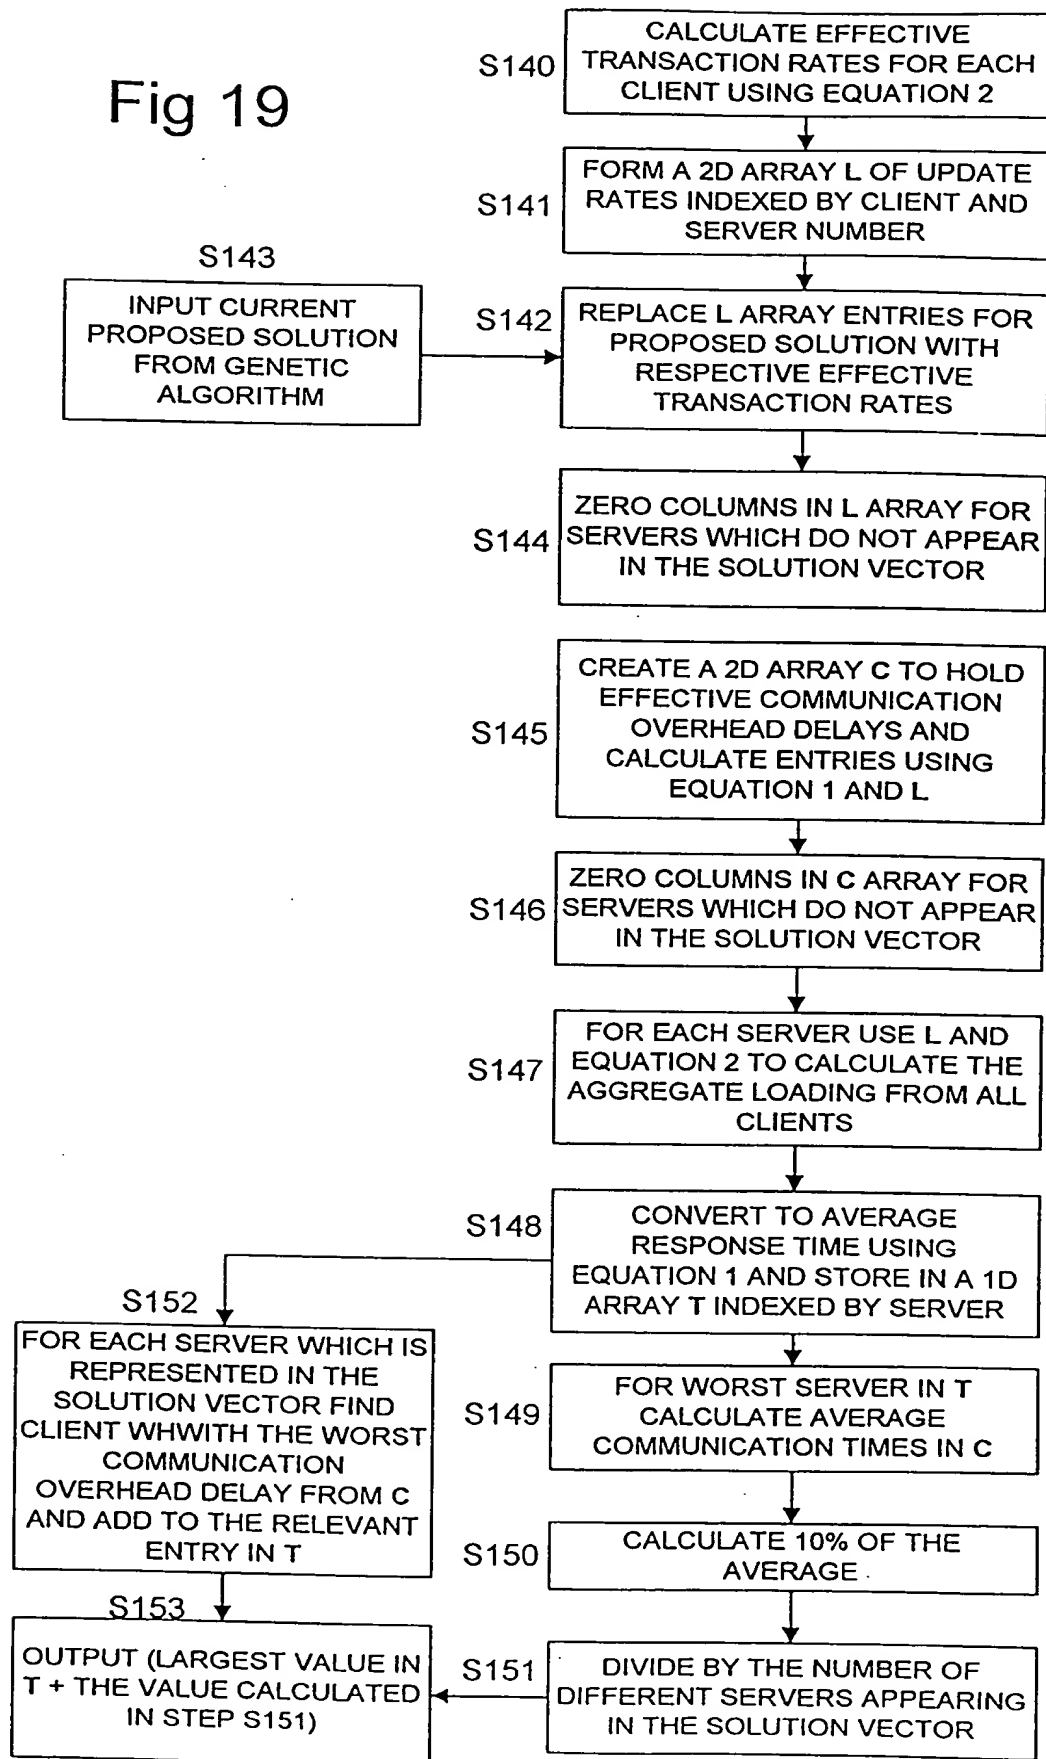 Fig 19
S140
CALCULATE EFFECTIVE
TRANSACTION RATES FOR EACH
CLIENT USING EQUATION 2
S141
FORM A 2D ARRAY L OF UPDATE
RATES INDEXED BY CLIENT AND
SERVER NUMBER
S143
INPUT CURRENT
PROPOSED SOLUTION
FROM GENETIC
ALGORITHM
S142
REPLACE L ARRAY ENTRIES FOR
PROPOSED SOLUTION WITH
RESPECTIVE EFFECTIVE
TRANSACTION RATES
S144
ZERO COLUMNS IN L ARRAY FOR
SERVERS WHICH DO NOT APPEAR
IN THE SOLUTION VECTOR
S145
CREATE A 2D ARRAY C TO HOLD
EFFECTIVE COMMUNICATION
OVERHEAD DELAYS AND
CALCULATE ENTRIES USING
EQUATION 1 AND L
S146
ZERO COLUMNS IN C ARRAY FOR
SERVERS WHICH DO NOT APPEAR
IN THE SOLUTION VECTOR
S147
FOR EACH SERVER USE L AND
EQUATION 2 TO CALCULATE THE
AGGREGATE LOADING FROM ALL
CLIENTS
S148
CONVERT TO AVERAGE
RESPONSE TIME USING
EQUATION 1 AND STORE IN A 1D
ARRAY T INDEXED BY SERVER
S152
FOR EACH SERVER WHICH IS
REPRESENTED IN THE
SOLUTION VECTOR FIND
CLIENT WHWITH THE WORST
COMMUNICATION
OVERHEAD DELAY FROM C
AND ADD TO THE RELEVANT
ENTRY IN T
S149
FOR WORST SERVER IN T
CALCULATE AVERAGE
COMMUNICATION TIMES IN C
S150
CALCULATE 10% OF THE
AVERAGE
S153
OUTPUT (LARGEST VALUE IN
T + THE VALUE CALCULATED
IN STEP S151)
S151
DIVIDE BY THE NUMBER OF
DIFFERENT SERVERS APPEARING
IN THE SOLUTION VECTOR